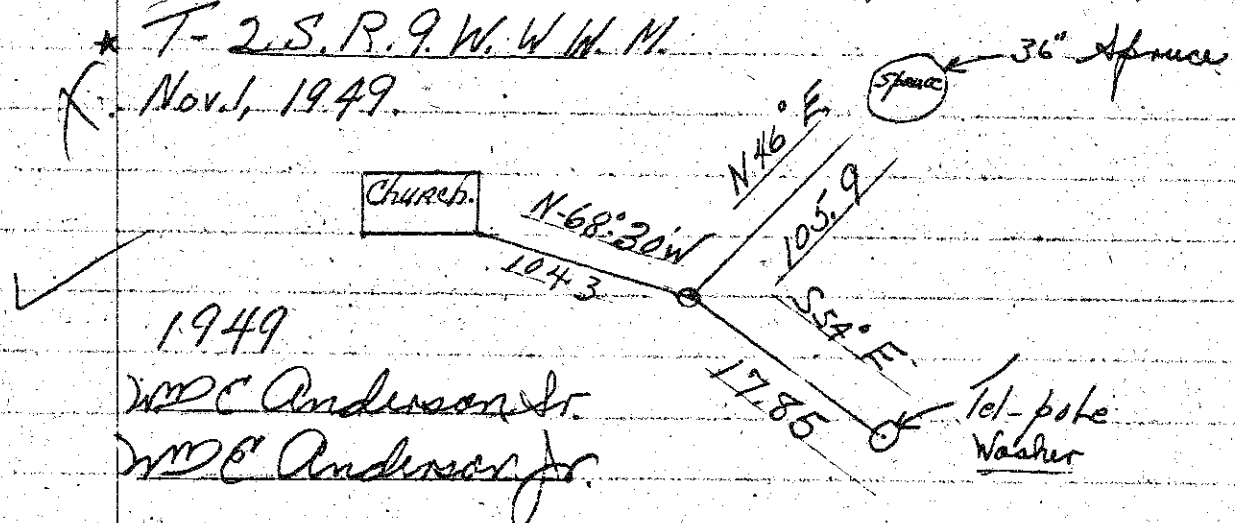 T-2.S.R.9.W. W W. M.
Nov. 1, 1949.
36" Spruce
Spruce
N 46° E
Church.
N-68°30'W
105.9
104.3
S54° E.
17.85
1949
Wm E Anderson Sr.
Wm E Anderson Jr.
Tel-pole
Washer